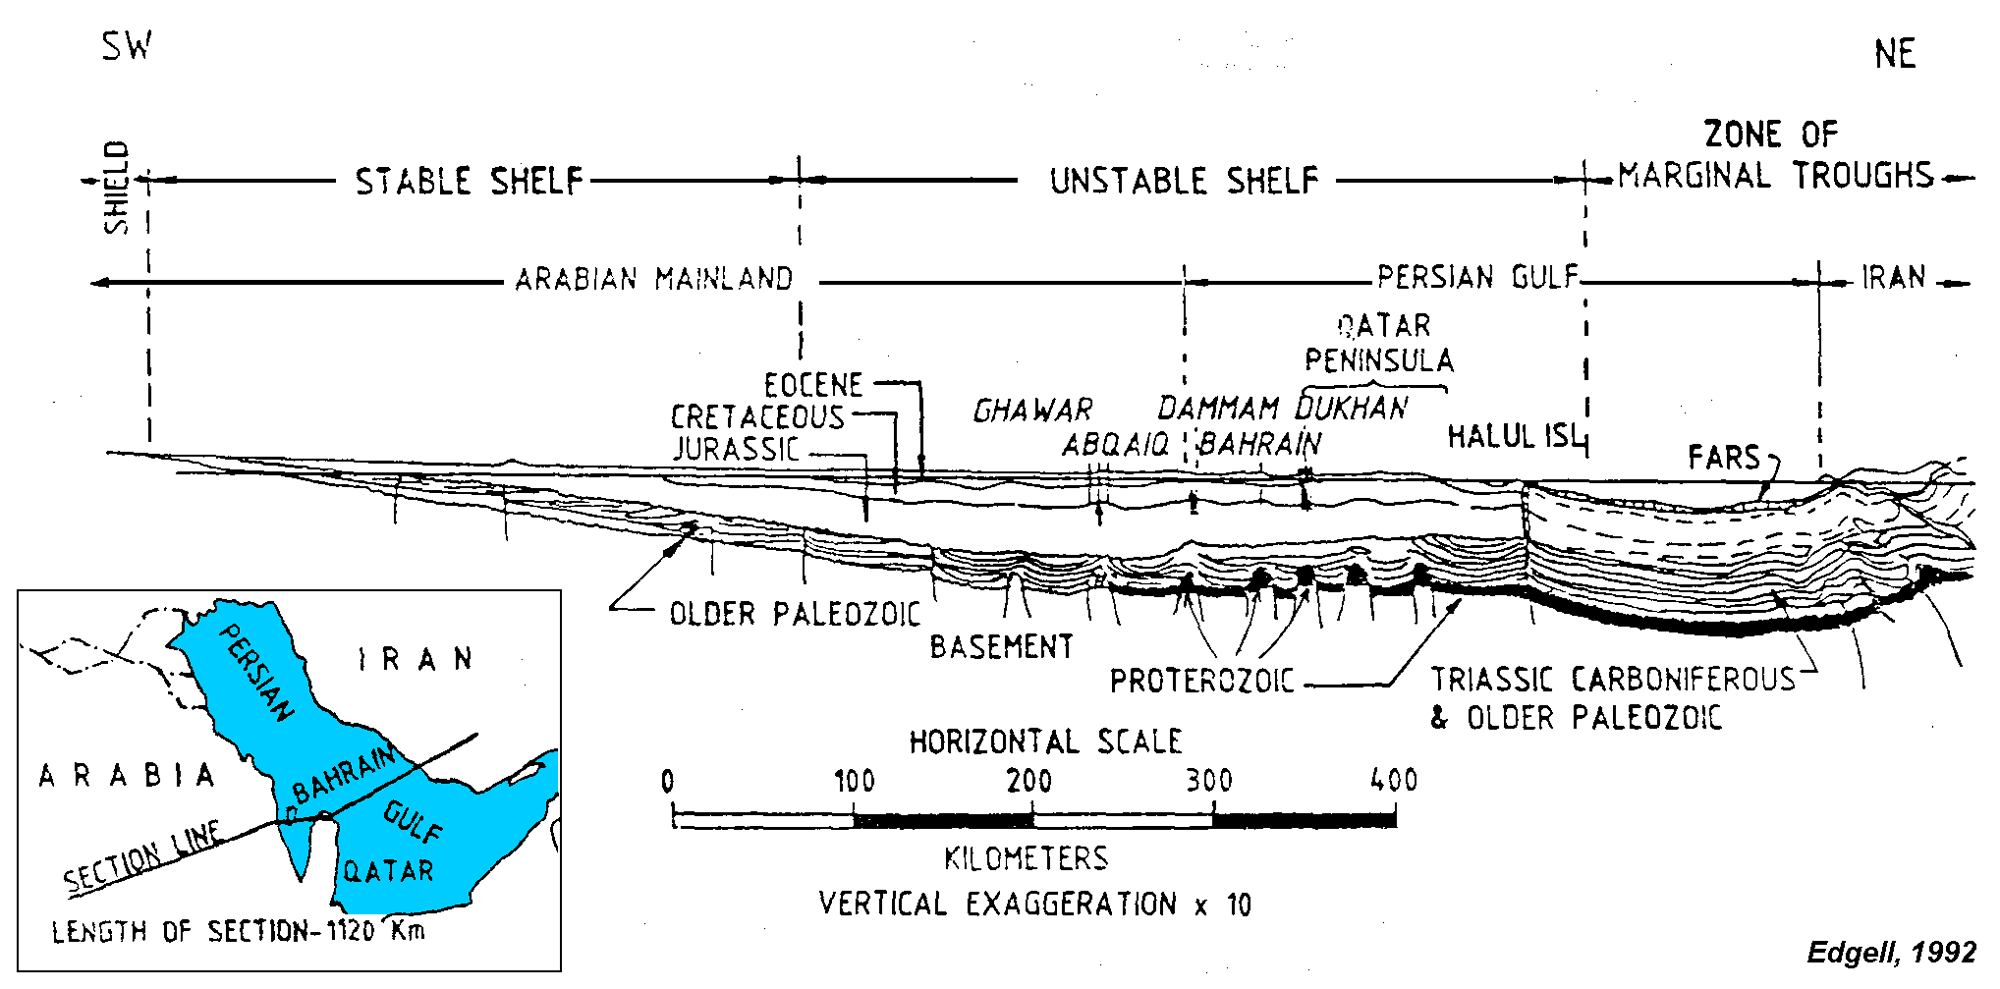 SW
NE
SHIELD
STABLE SHELF
UNSTABLE SHELF
ZONE OF
MARGINAL TROUGHS
ARABIAN MAINLAND
PERSIAN GULF
IRAN
QATAR
PENINSULA
EOCENE
CRETACEOUS
JURASSIC
GHAWAR
ABQAIQ
DAMMAM
BAHRAIN
DUKHAN
HALUL ISL
FARS
OLDER PALEOZOIC
BASEMENT
PROTEROZOIC
TRIASSIC CARBONIFEROUS
& OLDER PALEOZOIC
HORIZONTAL SCALE
0 100 200 300 400
KILOMETERS
VERTICAL EXAGGERATION x 10
PERSIAN
GULF
IRAN
ARABIA
BAHRAIN
QATAR
SECTION LINE
LENGTH OF SECTION-1120 Km
Edgell, 1992